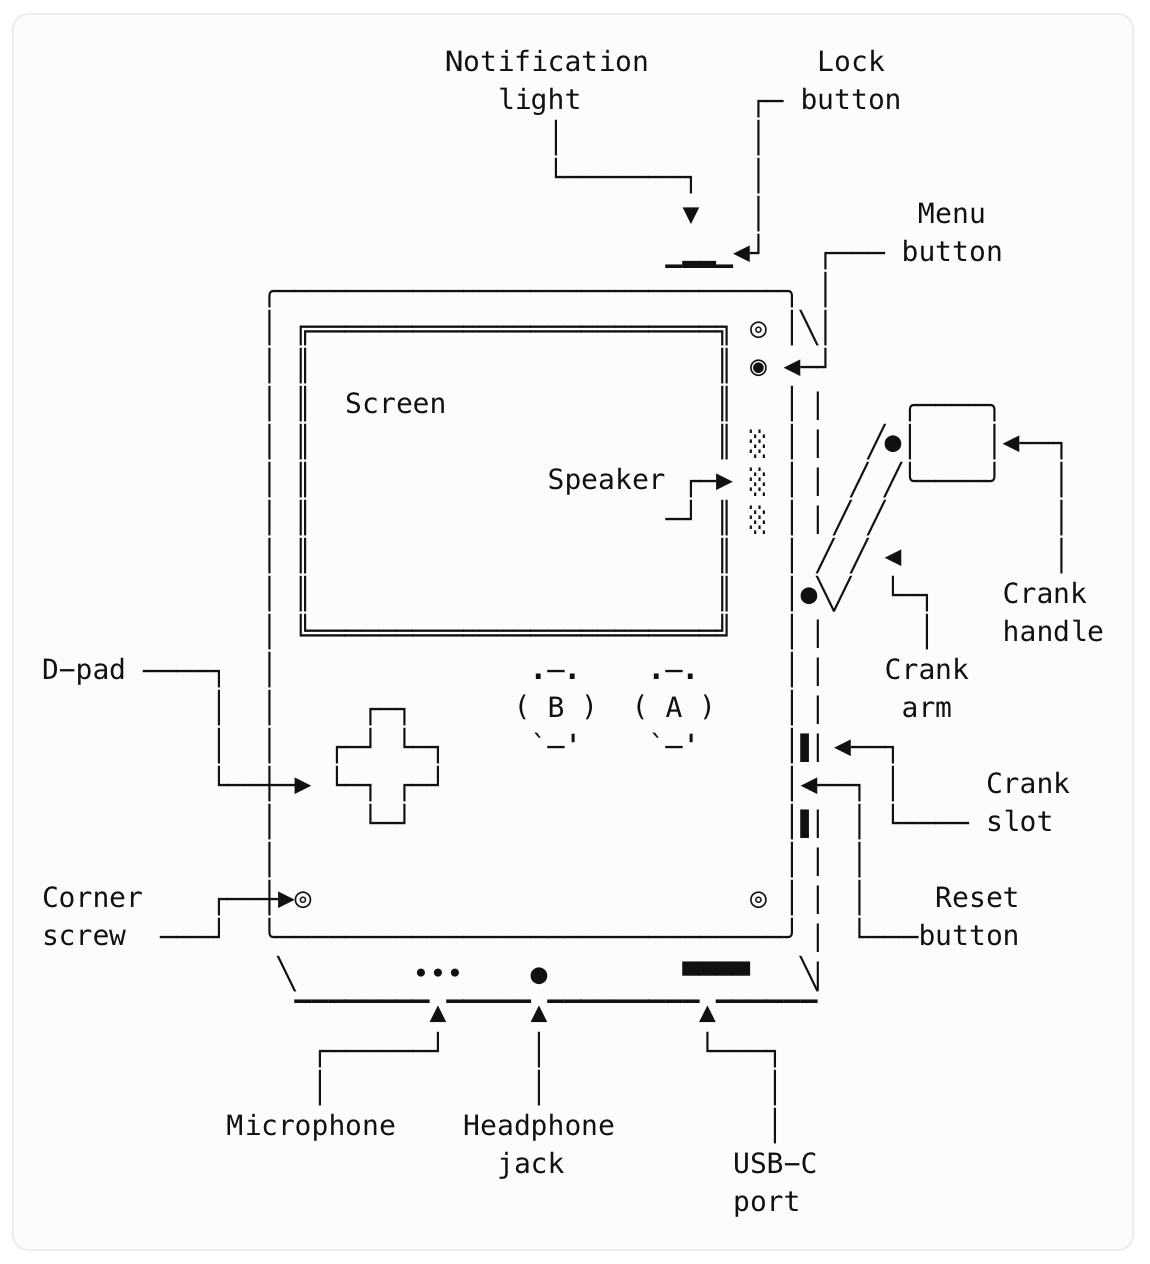 Notification
light
Lock
button
Menu
button
Screen
Speaker
Crank
handle
D-pad
Crank
arm
B
A
Crank
slot
Corner
screw
Reset
button
Microphone
Headphone
jack
USB-C
port